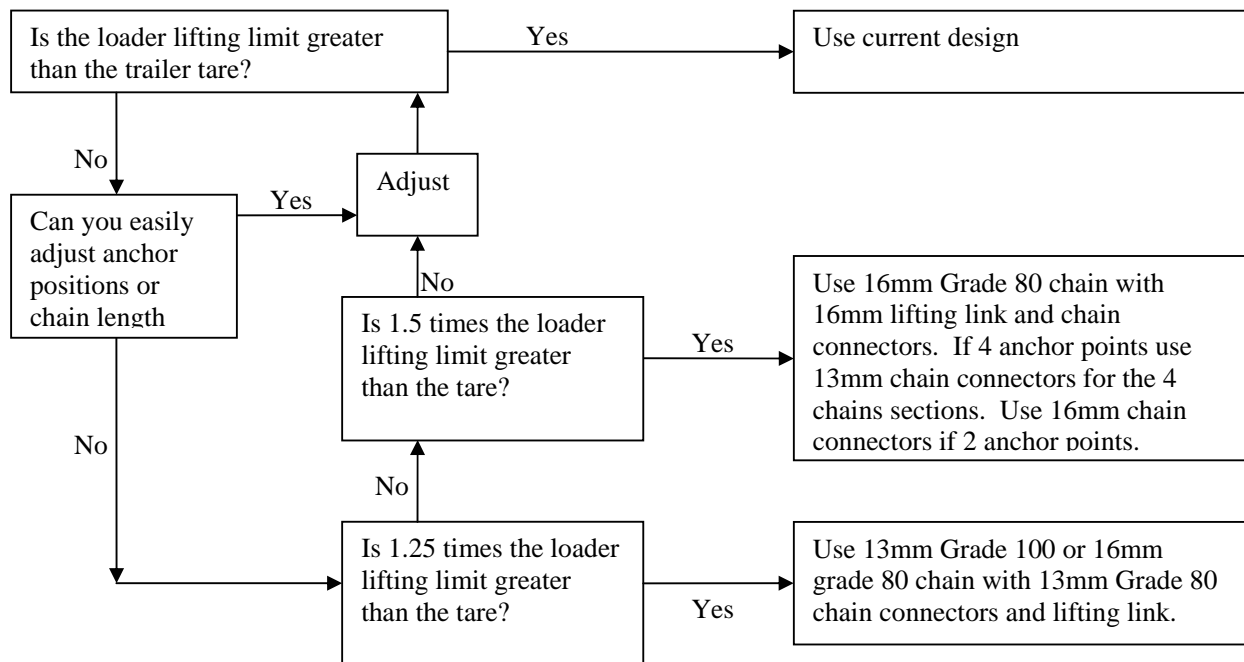 Is the loader lifting limit greater
than the trailer tare?
Yes
Use current design
No
Adjust
Yes
Can you easily
adjust anchor
positions or
chain length
No
Is 1.5 times the loader
lifting limit greater
than the tare?
Yes
Use 16mm Grade 80 chain with
16mm lifting link and chain
connectors. If 4 anchor points use
13mm chain connectors for the 4
chains sections. Use 16mm chain
connectors if 2 anchor points.
No
No
Is 1.25 times the loader
lifting limit greater
than the tare?
Yes
Use 13mm Grade 100 or 16mm
grade 80 chain with 13mm Grade 80
chain connectors and lifting link.